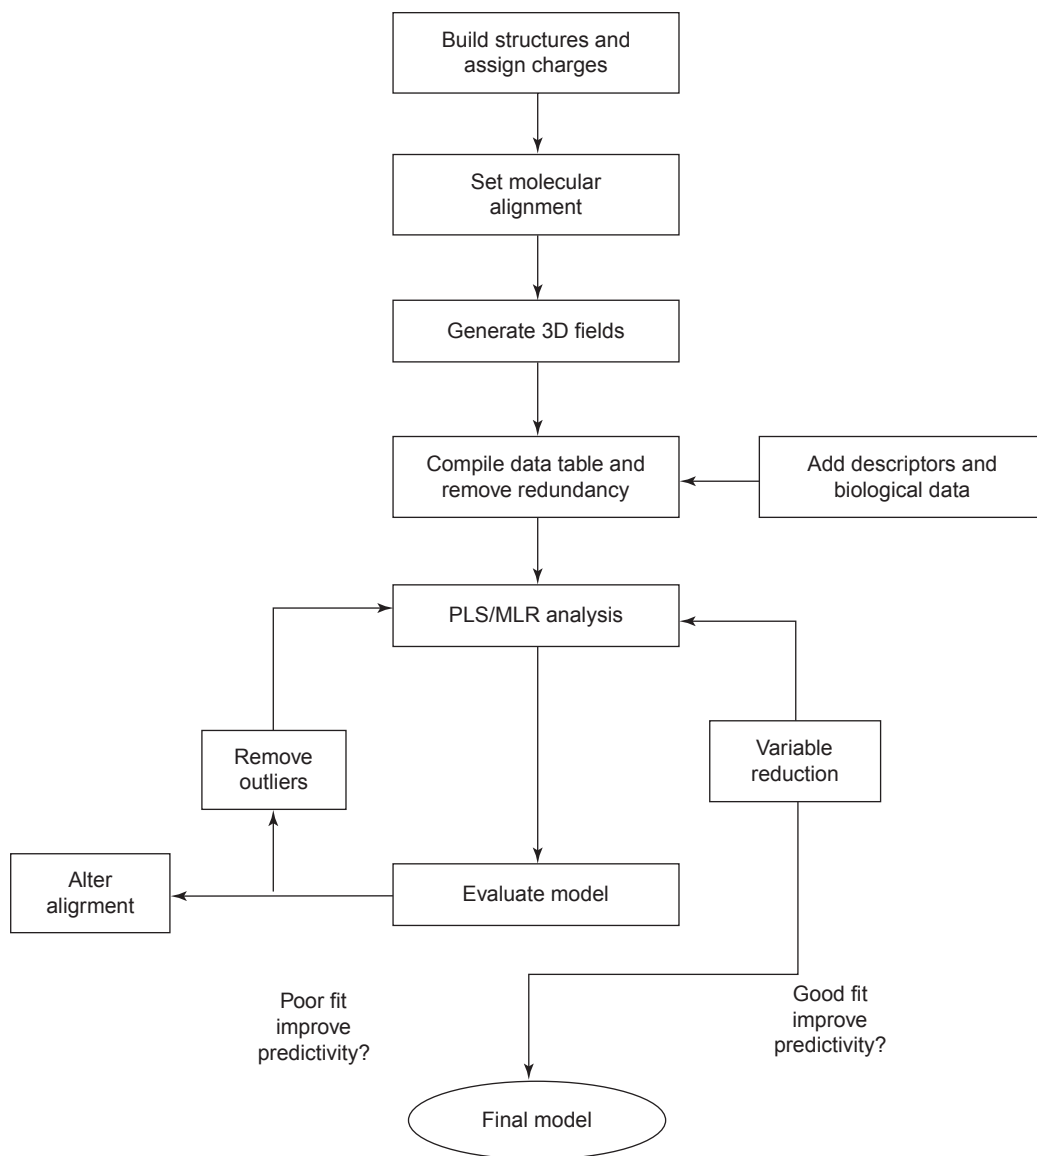 Build structures and
assign charges
Set molecular
alignment
Generate 3D fields
Compile data table and
remove redundancy
Add descriptors and
biological data
PLS/MLR analysis
Remove
outliers
Variable
reduction
Alter
aligrment
Evaluate model
Poor fit
improve
predictivity?
Good fit
improve
predictivity?
Final model